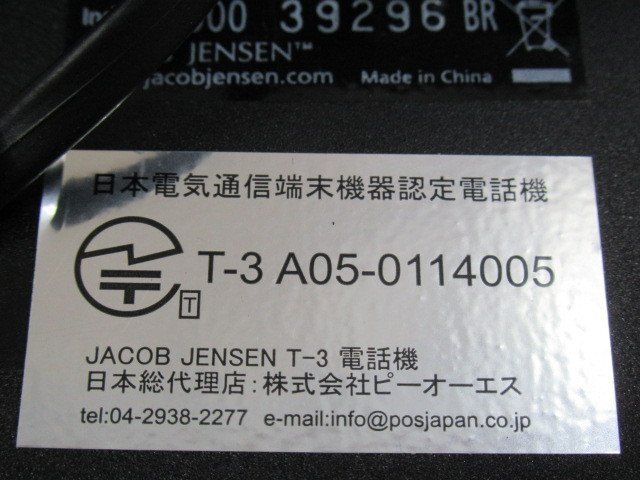 39296 BR
JENSEN™
jacobjensen.com Made in China
日本電気通信端末機器認定電話機
T-3 A05-0114005
T
JACOB JENSEN T-3 電話機
日本総代理店:株式会社ピーオーエス
tel:04-2938-2277 e-mail:info@posjapan.co.jp